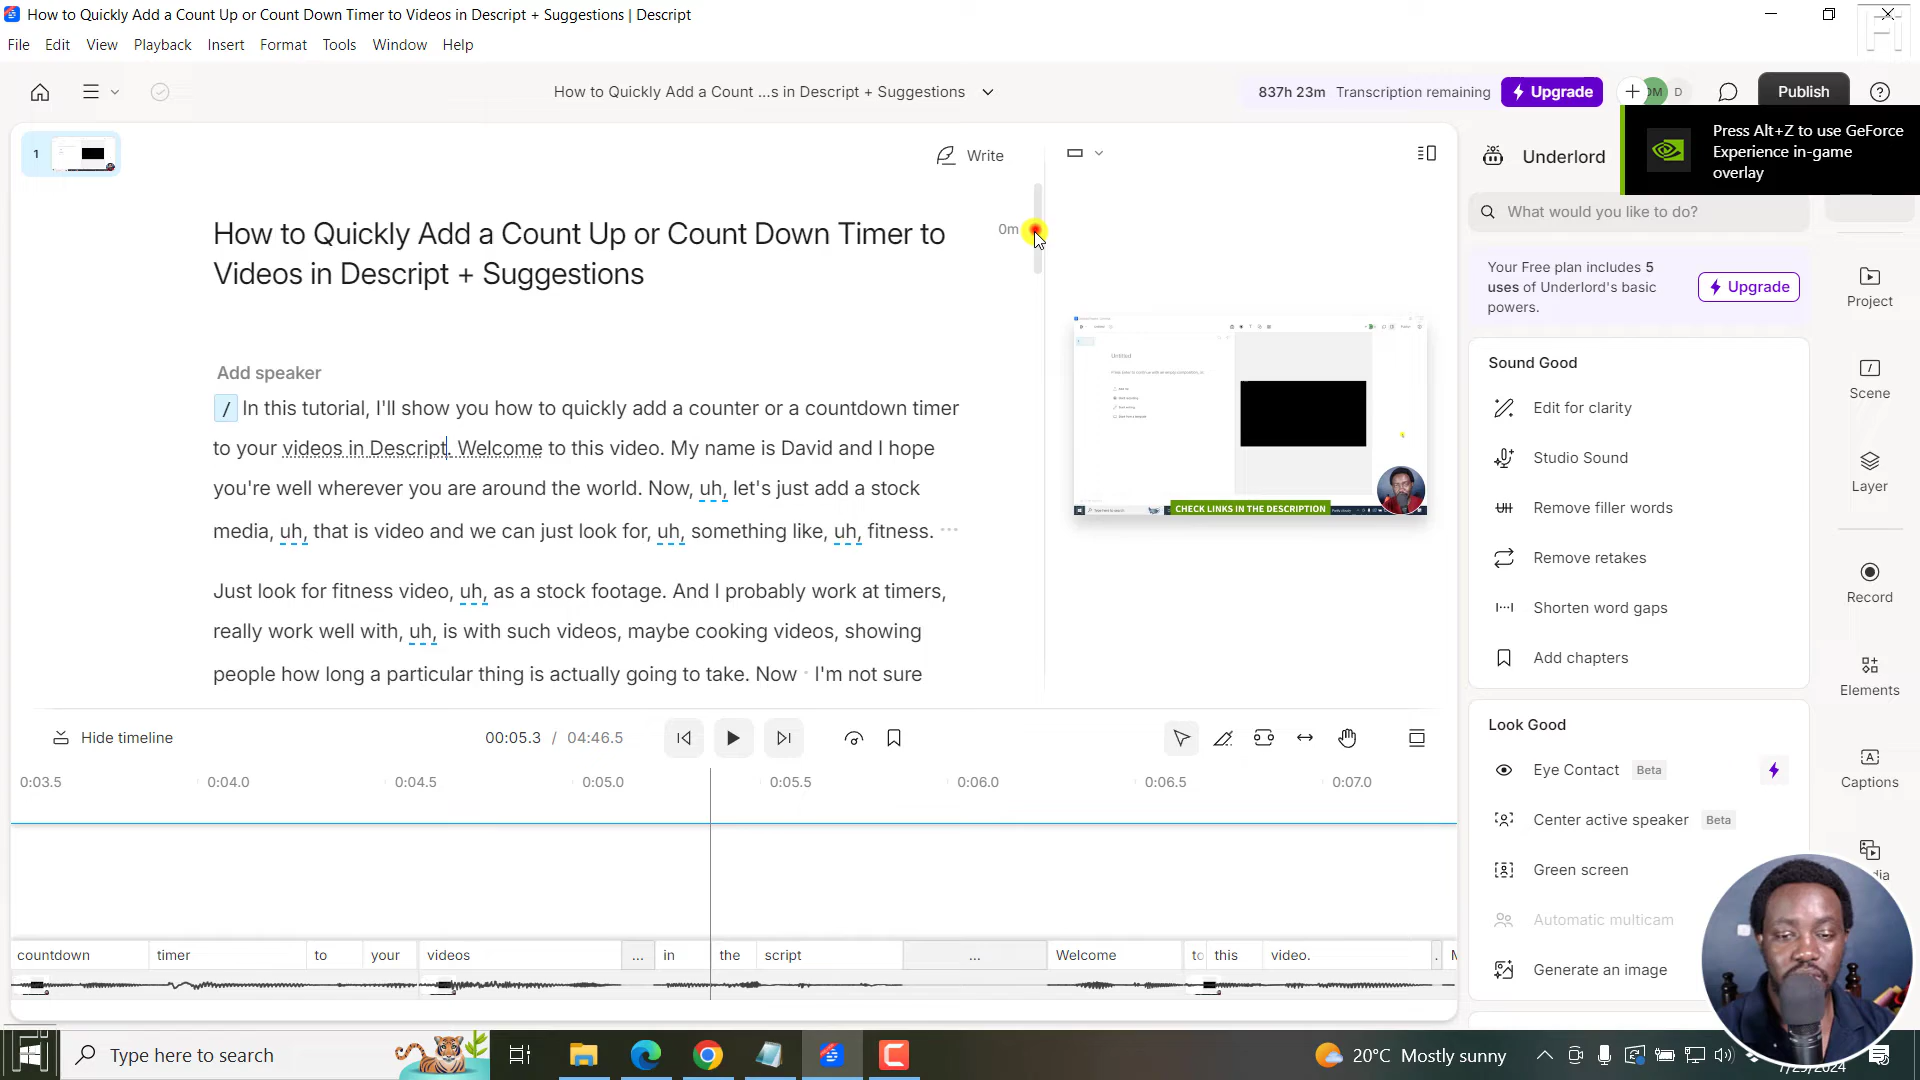 How to Quickly Add a Count Up or Count Down Timer to Videos in Descript + Suggestions | Descript
File Edit View Playback Insert Format Tools Window Help
How to Quickly Add a Count ...s in Descript + Suggestions
837h 23m Transcription remaining
Upgrade
DM
D
Publish
Press Alt+Z to use GeForce
Experience in-game
overlay
1
Write
Underlord
What would you like to do?
How to Quickly Add a Count Up or Count Down Timer to
Videos in Descript + Suggestions
0m
Your Free plan includes 5
uses of Underlord's basic
powers.
Upgrade
Project
Scene
Layer
Record
Elements
Captions
Add speaker
/ In this tutorial, I'll show you how to quickly add a counter or a countdown timer
to your videos in Descript. Welcome to this video. My name is David and I hope
you're well wherever you are around the world. Now, uh, let's just add a stock
media, uh, that is video and we can just look for, uh, something like, uh, fitness. ...
Just look for fitness video, uh, as a stock footage. And I probably work at timers,
really work well with, uh, is with such videos, maybe cooking videos, showing
people how long a particular thing is actually going to take. Now · I'm not sure
Untitled
CHECK LINKS IN THE DESCRIPTION
Sound Good
Edit for clarity
Studio Sound
Remove filler words
Remove retakes
Shorten word gaps
Add chapters
Look Good
Eye Contact Beta
Center active speaker Beta
Green screen
Automatic multicam
Generate an image
Hide timeline
00:05.3 / 04:46.5
0:03.5 0:04.0 0:04.5 0:05.0 0:05.5 0:06.0 0:06.5 0:07.0
countdown timer to your videos ... in the script ... Welcome to this video. .
Type here to search
20°C Mostly sunny